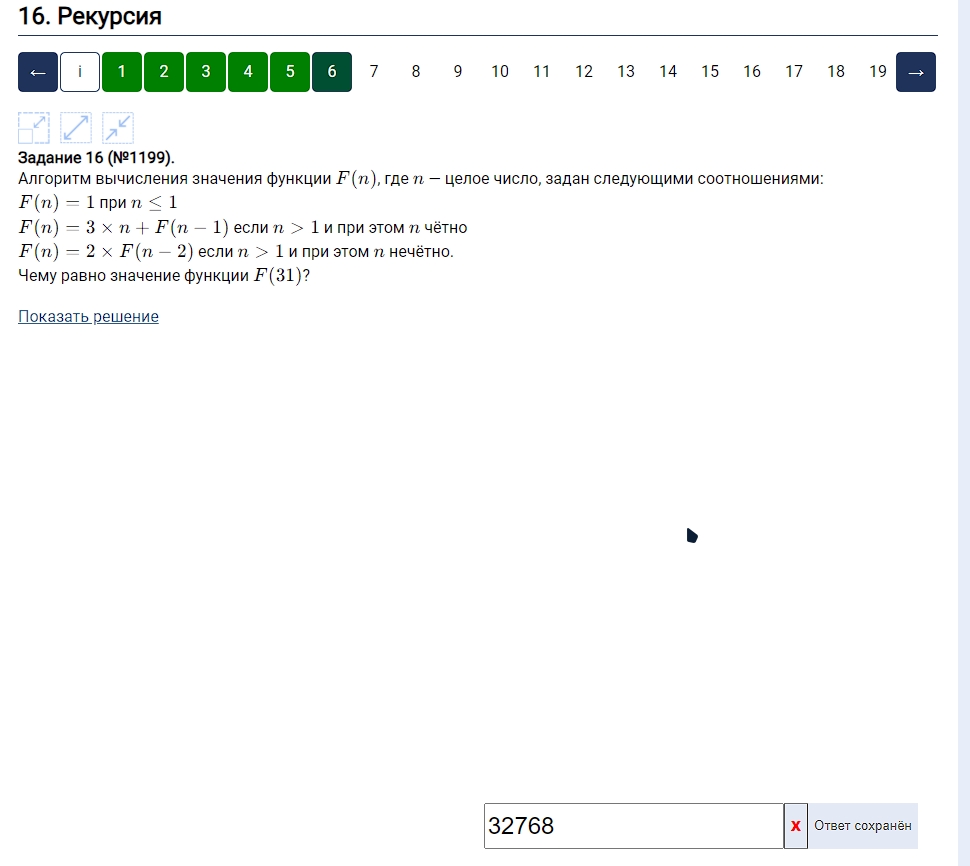 16. Рекурсия
← i 1 2 3 4 5 6 7 8 9 10 11 12 13 14 15 16 17 18 19 →
Задание 16 (№1199).
Алгоритм вычисления значения функции F(n), где n – целое число, задан следующими соотношениями:
F(n) = 1 при n ≤ 1
F(n) = 3 × n + F(n − 1) если n > 1 и при этом n чётно
F(n) = 2 × F(n − 2) если n > 1 и при этом n нечётно.
Чему равно значение функции F(31)?
Показать решение
32768 x Ответ сохранён